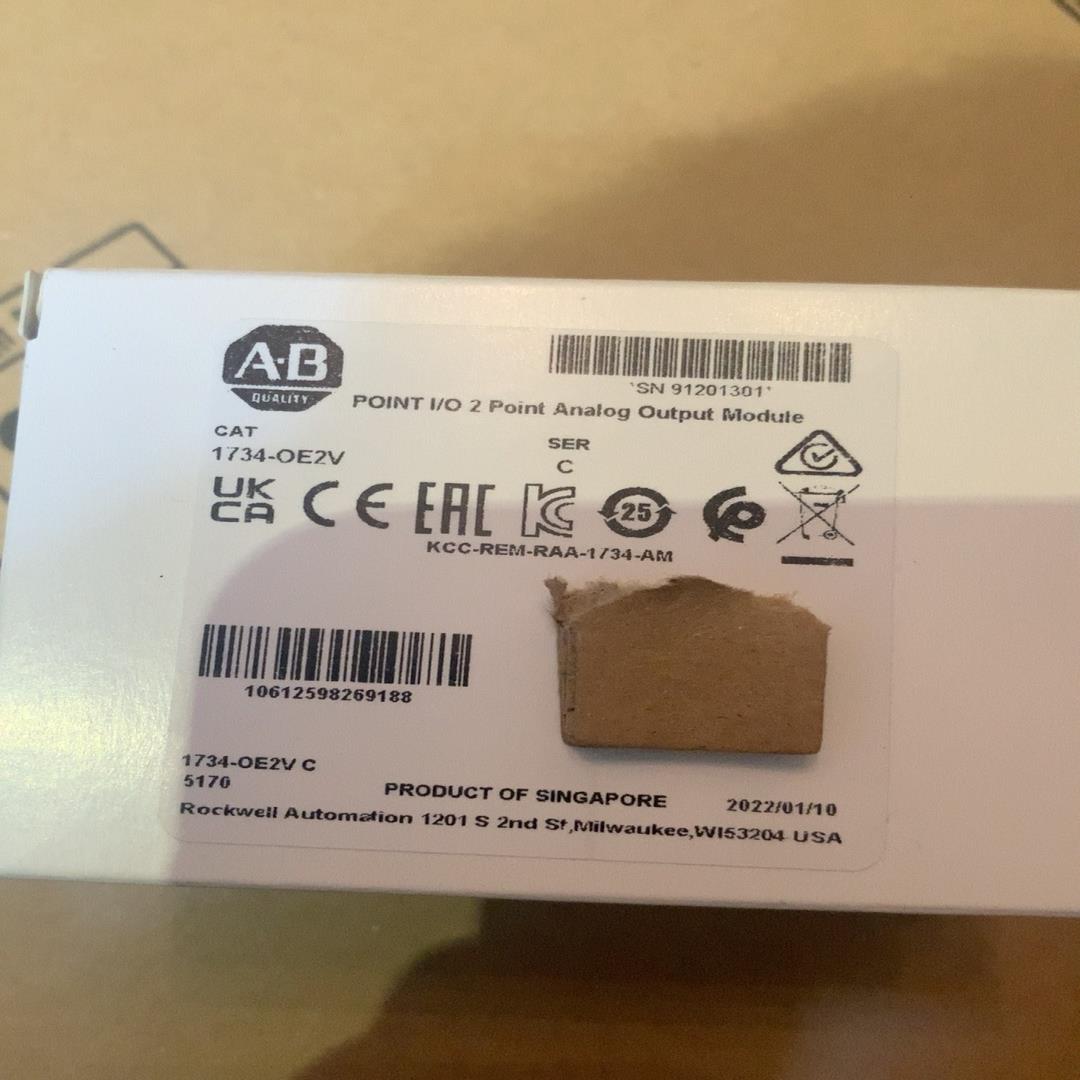 A·B
QUALITY
*SN 91201301*
POINT I/O 2 Point Analog Output Module
CAT
1734-OE2V
SER
C
UK
CA
CE
EAC
KC
25
KCC-REM-RAA-1734-AM
10612598269188
1734-OE2V C
5170
PRODUCT OF SINGAPORE
2022/01/10
Rockwell Automation 1201 S 2nd St,Milwaukee,WI53204 USA